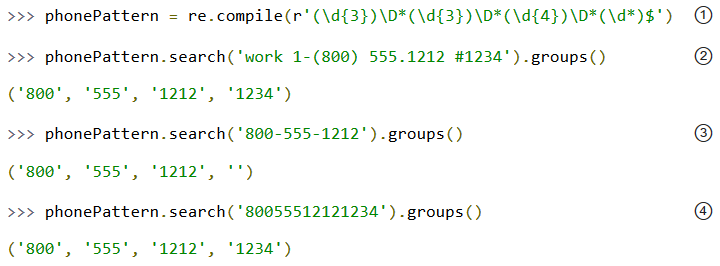 >>> phonePattern = re.compile(r'(\d{3})\D*(\d{3})\D*(\d{4})\D*(\d*)$') ①
>>> phonePattern.search('work 1-(800) 555.1212 #1234').groups() ②
('800', '555', '1212', '1234')
>>> phonePattern.search('800-555-1212').groups() ③
('800', '555', '1212', '')
>>> phonePattern.search('80055512121234').groups() ④
('800', '555', '1212', '1234')